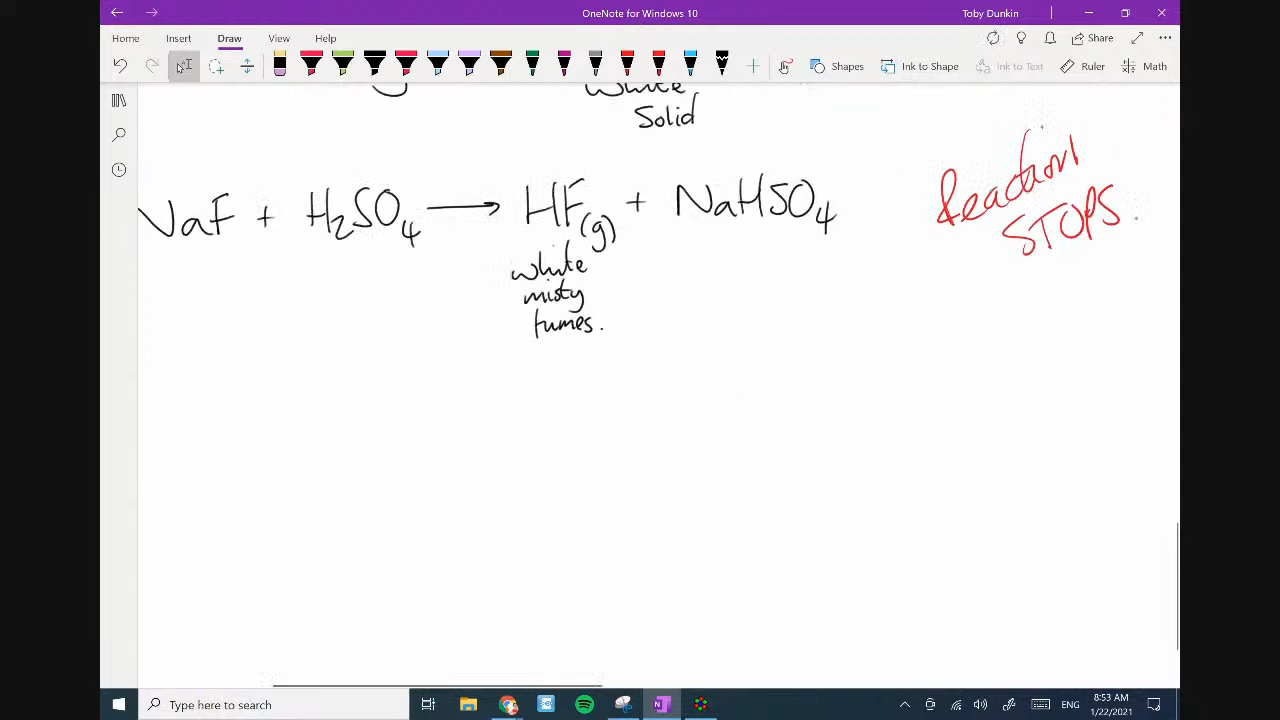 OneNote for Windows 10
Toby Dunkin
Home Insert Draw View Help
Share
Shapes Ink to Shape Ink to Text Ruler Math
White
Solid
NaF + H₂SO₄ → HF(g) + NaHSO₄
white
misty
fumes.
Reaction
STOPS
Type here to search
ENG
8:53 AM
1/22/2021